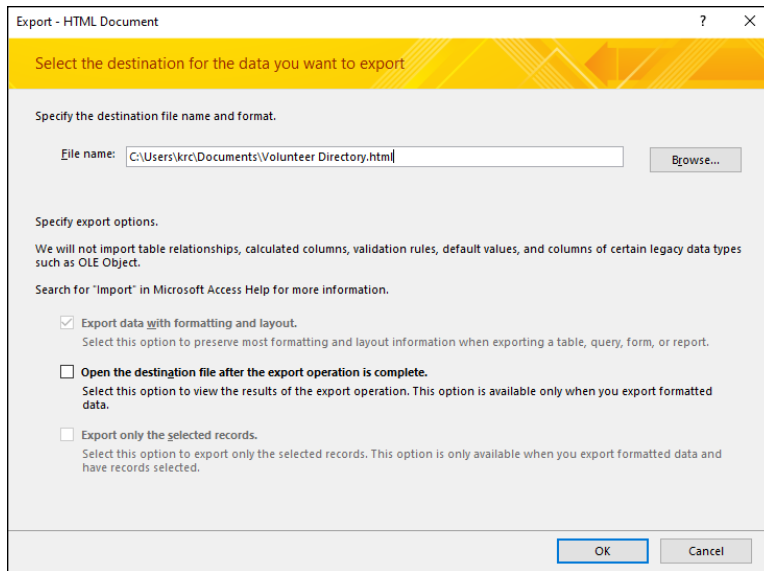 Export - HTML Document
Select the destination for the data you want to export
Specify the destination file name and format.
File name: C:\Users\krc\Documents\Volunteer Directory.html Browse...
Specify export options.
We will not import table relationships, calculated columns, validation rules, default values, and columns of certain legacy data types
such as OLE Object.
Search for "Import" in Microsoft Access Help for more information.
Export data with formatting and layout.
Select this option to preserve most formatting and layout information when exporting a table, query, form, or report.
Open the destination file after the export operation is complete.
Select this option to view the results of the export operation. This option is available only when you export formatted
data.
Export only the selected records.
Select this option to export only the selected records. This option is only available when you export formatted data and
have records selected.
OK Cancel